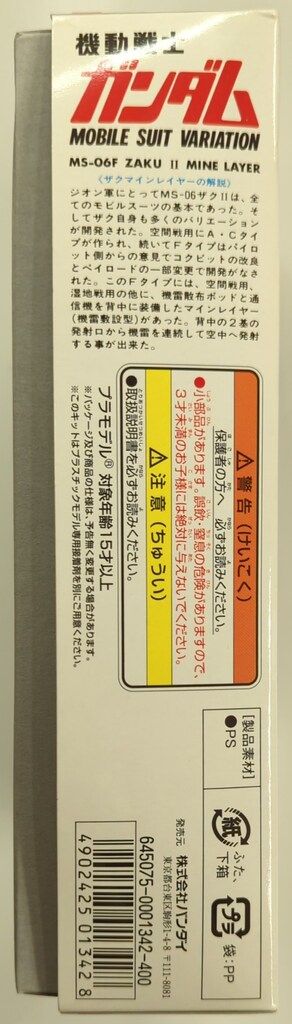 機動戦士
ガンダム
MOBILE SUIT VARIATION
MS-06F ZAKU II MINE LAYER
《ザクマインレイヤーの解説》
ジオン軍にとってMS-06ザクIIは、全
てのモビルスーツの基本であった。そ
してザク自身も多くのバリエーション
が開発された。空間戦用にA・Cタイ
プが作られ、続いてFタイプはパイロ
ット側からの意見でコクピットの改良
とペイロードの一部変更で開発がなさ
れた。このFタイプには、空間戦用、
湿地戦用の他に、機雷散布ポッドと通
信機を背中に装備したマインレイヤー
(機雷敷設型)があった。背中の2基の
発射口から機雷を連続して空中へ発射
する事が出来た。
警告(けいこく)
保護者の方へ 必ずお読みください。
●小部品があります。誤飲・窒息の危険がありますので、
3才未満のお子様には絶対に与えないでください。
注意(ちゅうい)
●取扱説明書を必ずお読みください。
プラモデル® 対象年齢15才以上
※パッケージ及び商品の仕様は、予告無く変更する場合があります。
※このキットはプラスチックモデル専用接着剤を別にご用意ください。
[製品素材]
●PS
紙
ふた、
下箱
プラ
袋:PP
発売元 株式会社バンダイ
東京都台東区駒形1-4-8 〒111-8081
645075-0001342-400
4902425013428